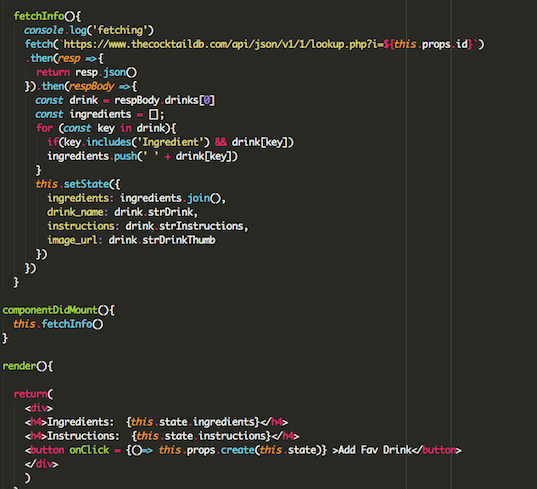 fetchInfo(){
console.log('fetching')
fetch(`https://www.thecocktaildb.com/api/json/v1/1/lookup.php?i=${this.props.id}`)
.then(resp =>{
return resp.json()
}).then(respBody =>{
const drink = respBody.drinks[0]
const ingredients = [];
for (const key in drink){
if(key.includes('Ingredient') && drink[key])
ingredients.push(' ' + drink[key])
}
this.setState({
ingredients: ingredients.join(),
drink_name: drink.strDrink,
instructions: drink.strInstructions,
image_url: drink.strDrinkThumb
})
})
}
componentDidMount(){
this.fetchInfo()
}
render(){
return(
<div>
<h4>Ingredients:  {this.state.ingredients}</h4>
<h4>Instructions:  {this.state.instructions}</h4>
<button onClick = {()=> this.props.create(this.state)} >Add Fav Drink</button>
</div>
)